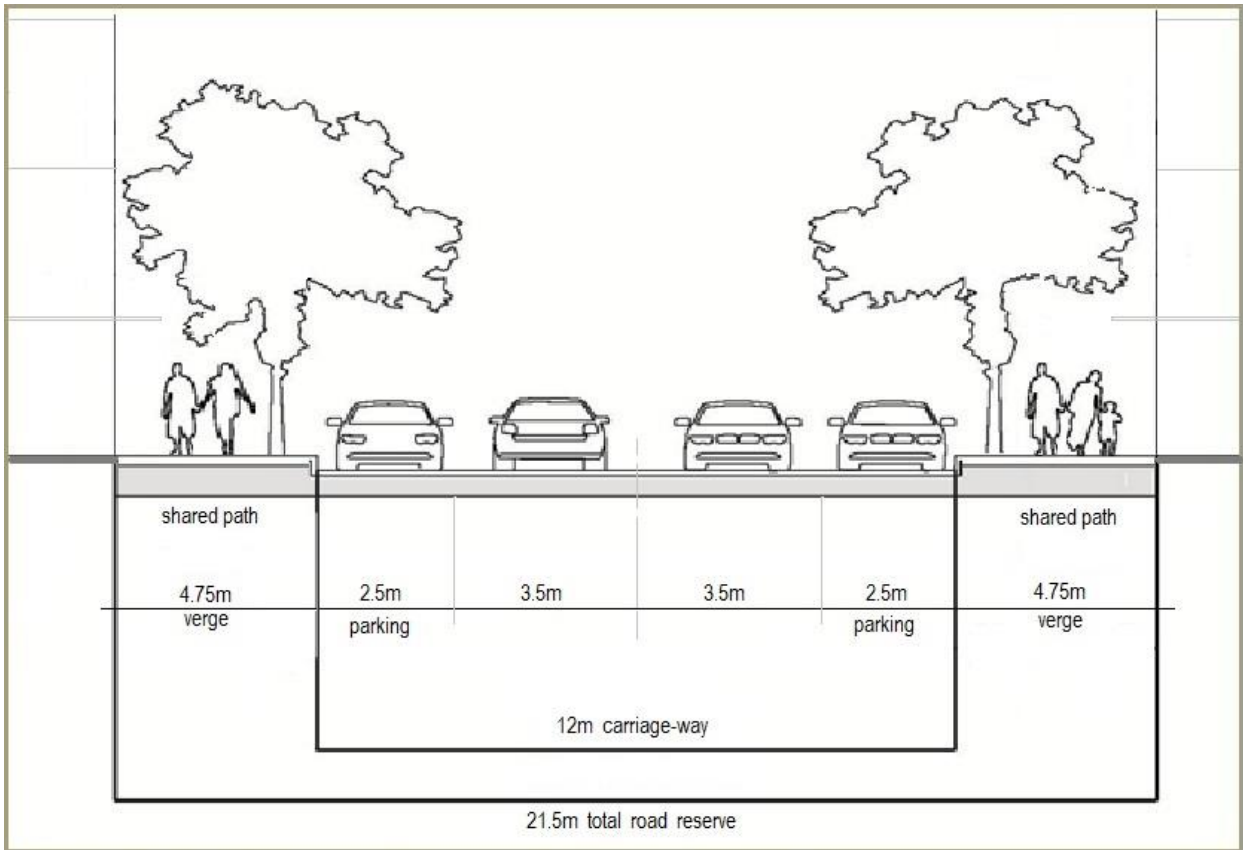 shared path
shared path
4.75m
2.5m
3.5m
3.5m
2.5m
4.75m
verge
parking
parking
verge
12m carriage-way
21.5m total road reserve